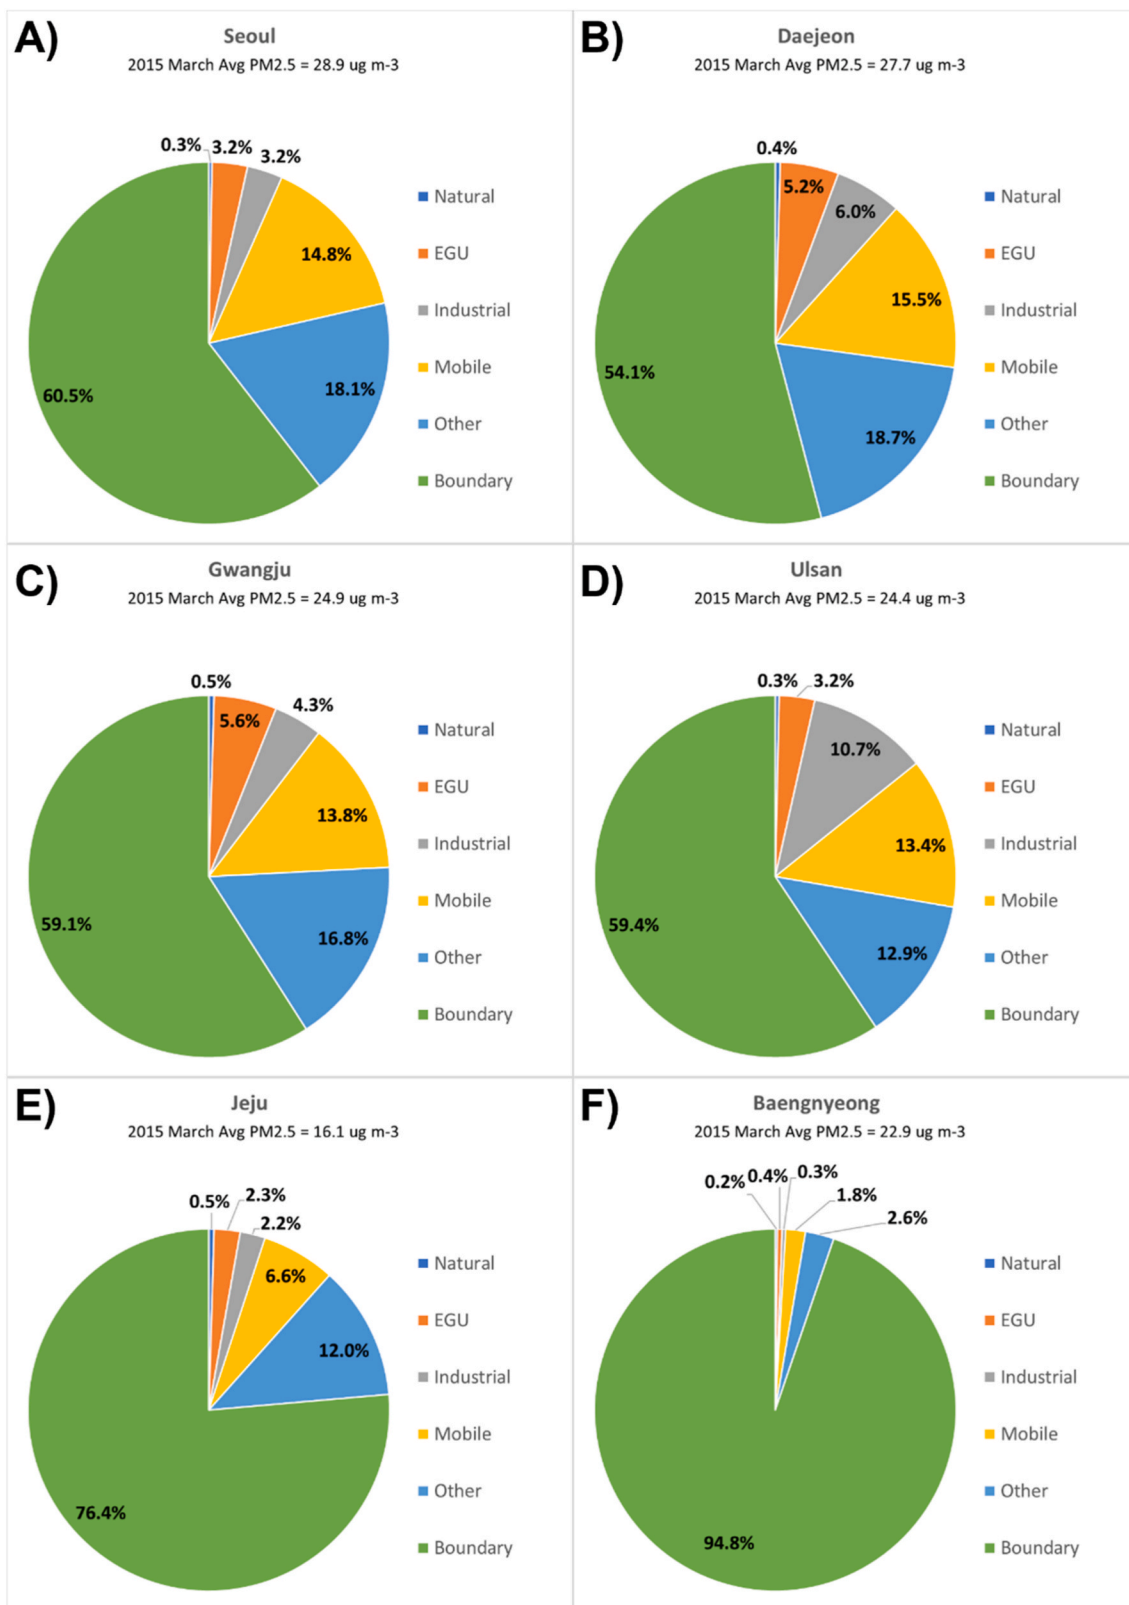 A)
Seoul
2015 March Avg PM2.5 = 28.9 ug m-3
0.3%
3.2%
3.2%
14.8%
18.1%
60.5%
Natural
EGU
Industrial
Mobile
Other
Boundary
B)
Daejeon
2015 March Avg PM2.5 = 27.7 ug m-3
0.4%
5.2%
6.0%
15.5%
18.7%
54.1%
Natural
EGU
Industrial
Mobile
Other
Boundary
C)
Gwangju
2015 March Avg PM2.5 = 24.9 ug m-3
0.5%
5.6%
4.3%
13.8%
16.8%
59.1%
Natural
EGU
Industrial
Mobile
Other
Boundary
D)
Ulsan
2015 March Avg PM2.5 = 24.4 ug m-3
0.3%
3.2%
10.7%
13.4%
12.9%
59.4%
Natural
EGU
Industrial
Mobile
Other
Boundary
E)
Jeju
2015 March Avg PM2.5 = 16.1 ug m-3
0.5%
2.3%
2.2%
6.6%
12.0%
76.4%
Natural
EGU
Industrial
Mobile
Other
Boundary
F)
Baengnyeong
2015 March Avg PM2.5 = 22.9 ug m-3
0.2%
0.4%
0.3%
1.8%
2.6%
94.8%
Natural
EGU
Industrial
Mobile
Other
Boundary